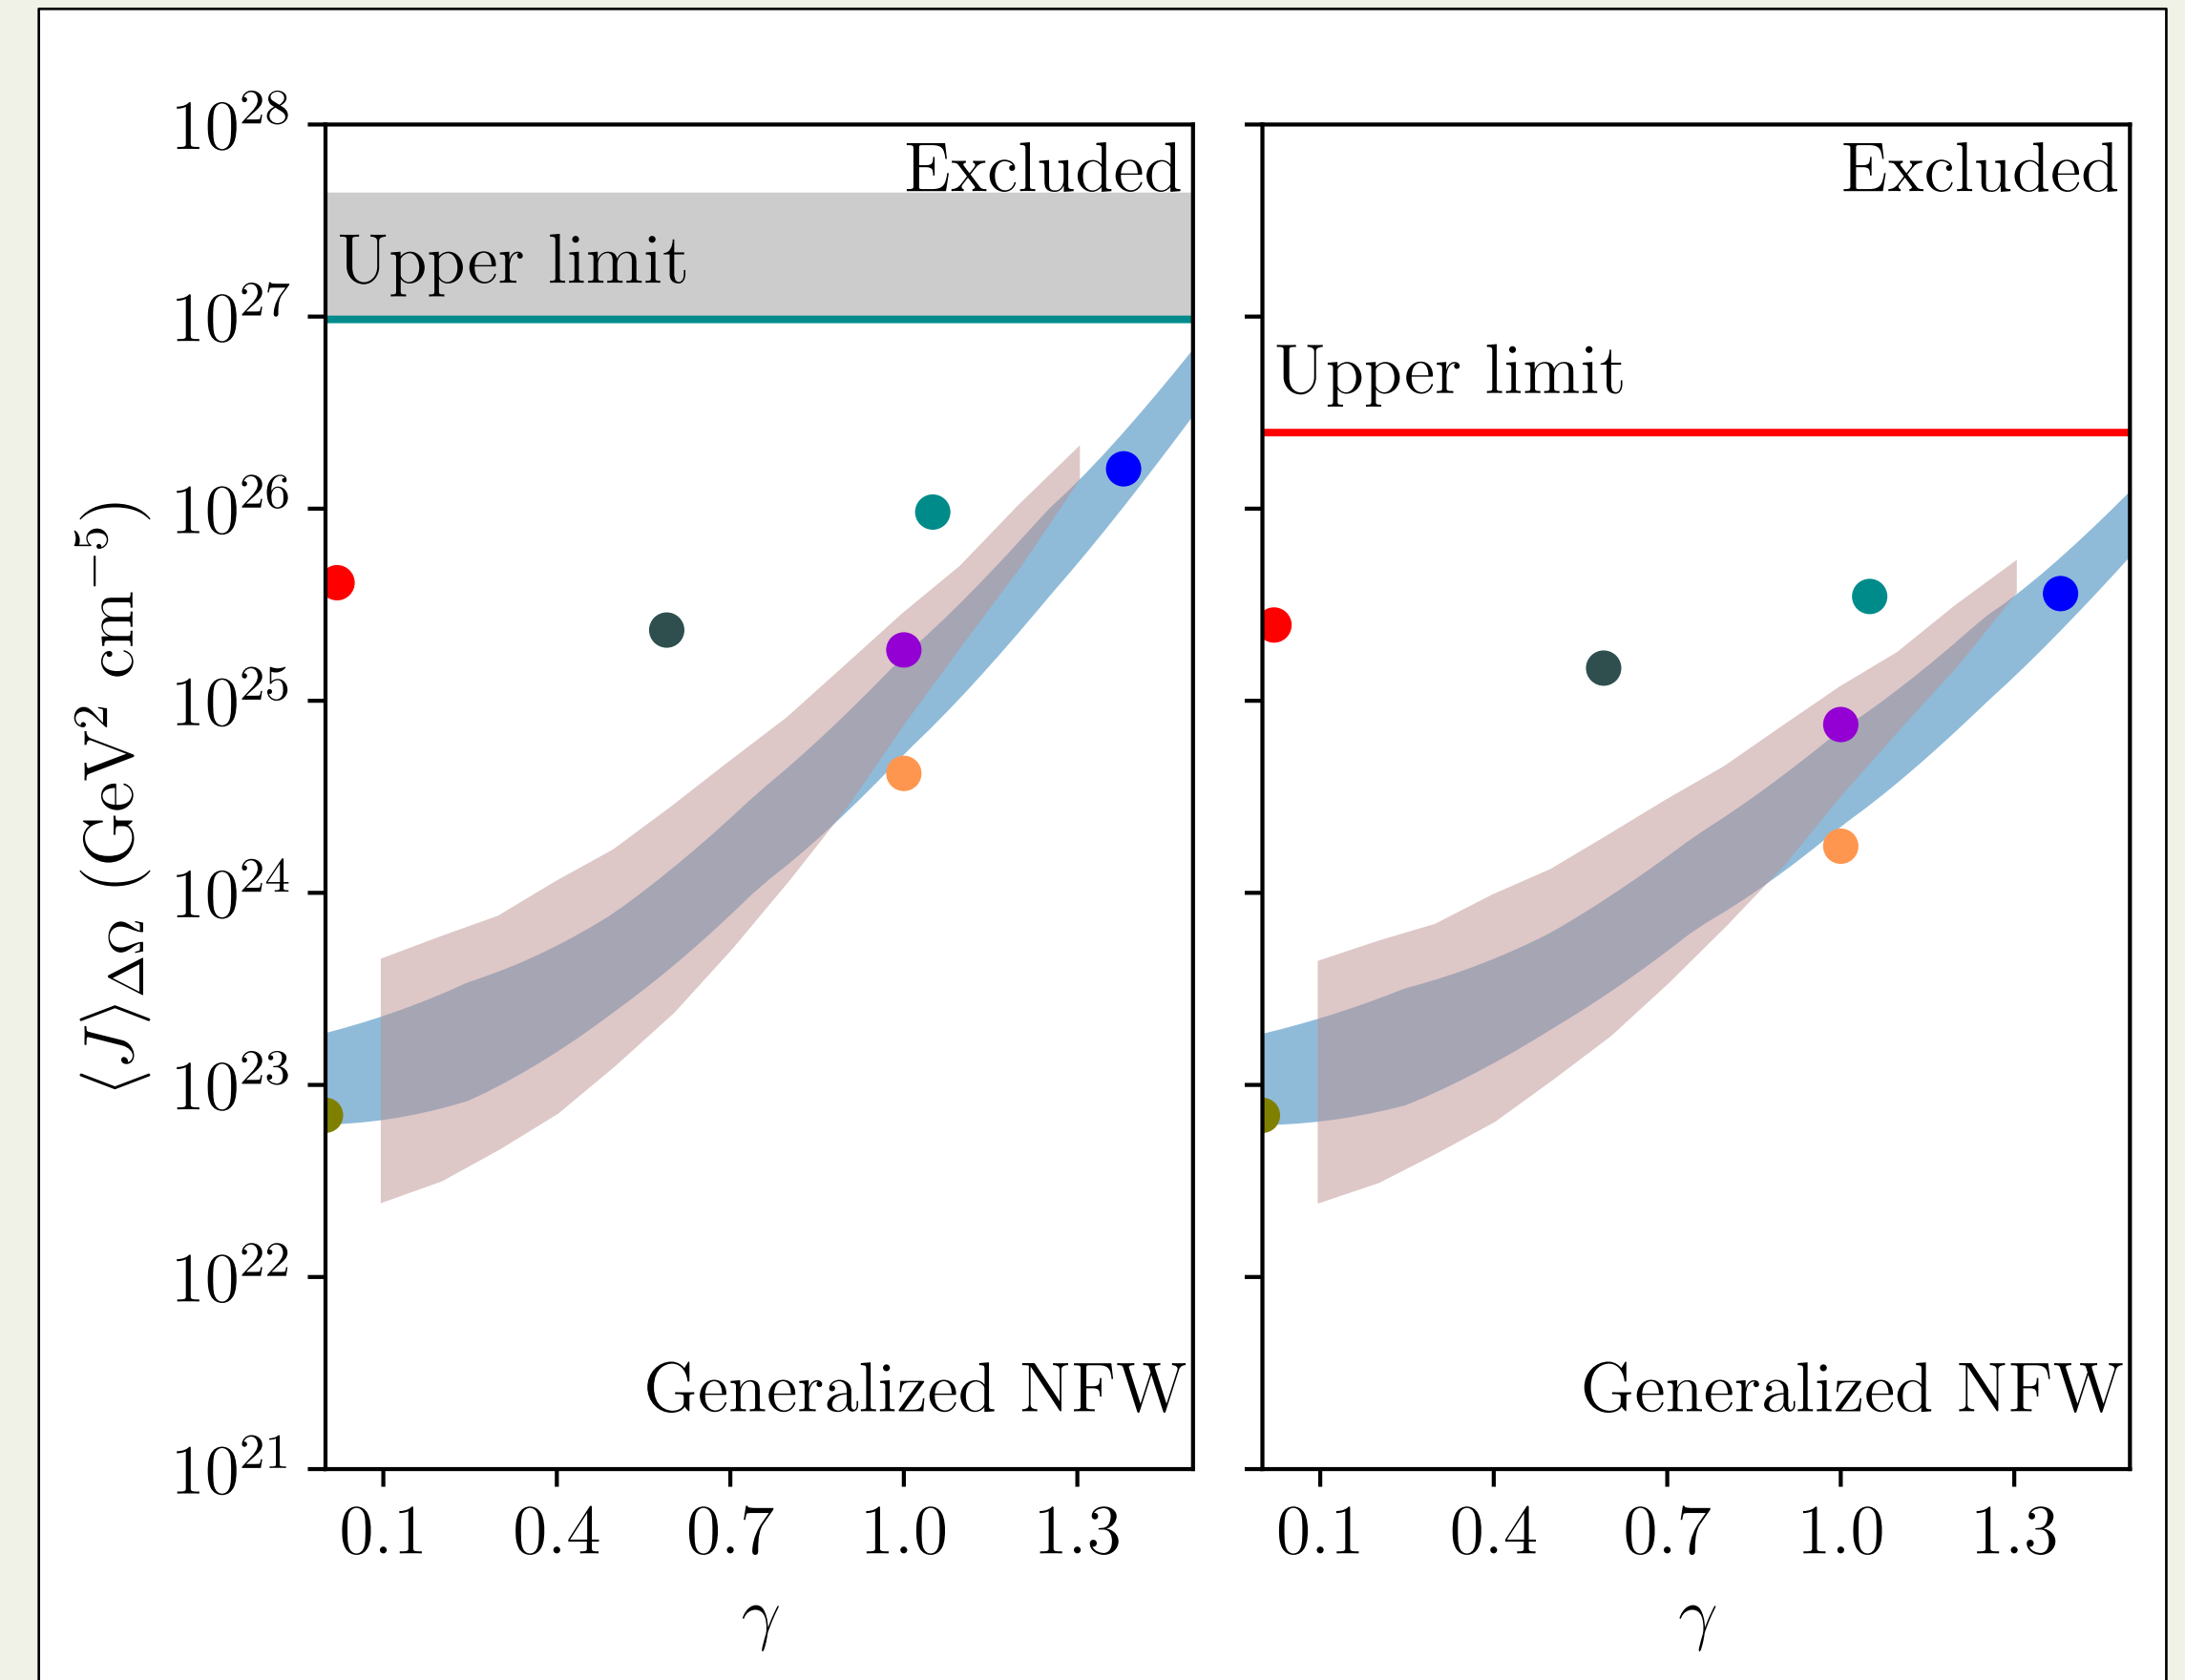 10^28
10^27
10^26
10^25
10^24
10^23
10^22
10^21
⟨J⟩ΔΩ (GeV² cm⁻⁵)
Excluded
Upper limit
Generalized NFW
0.1 0.4 0.7 1.0 1.3
γ
Excluded
Upper limit
Generalized NFW
0.1 0.4 0.7 1.0 1.3
γ